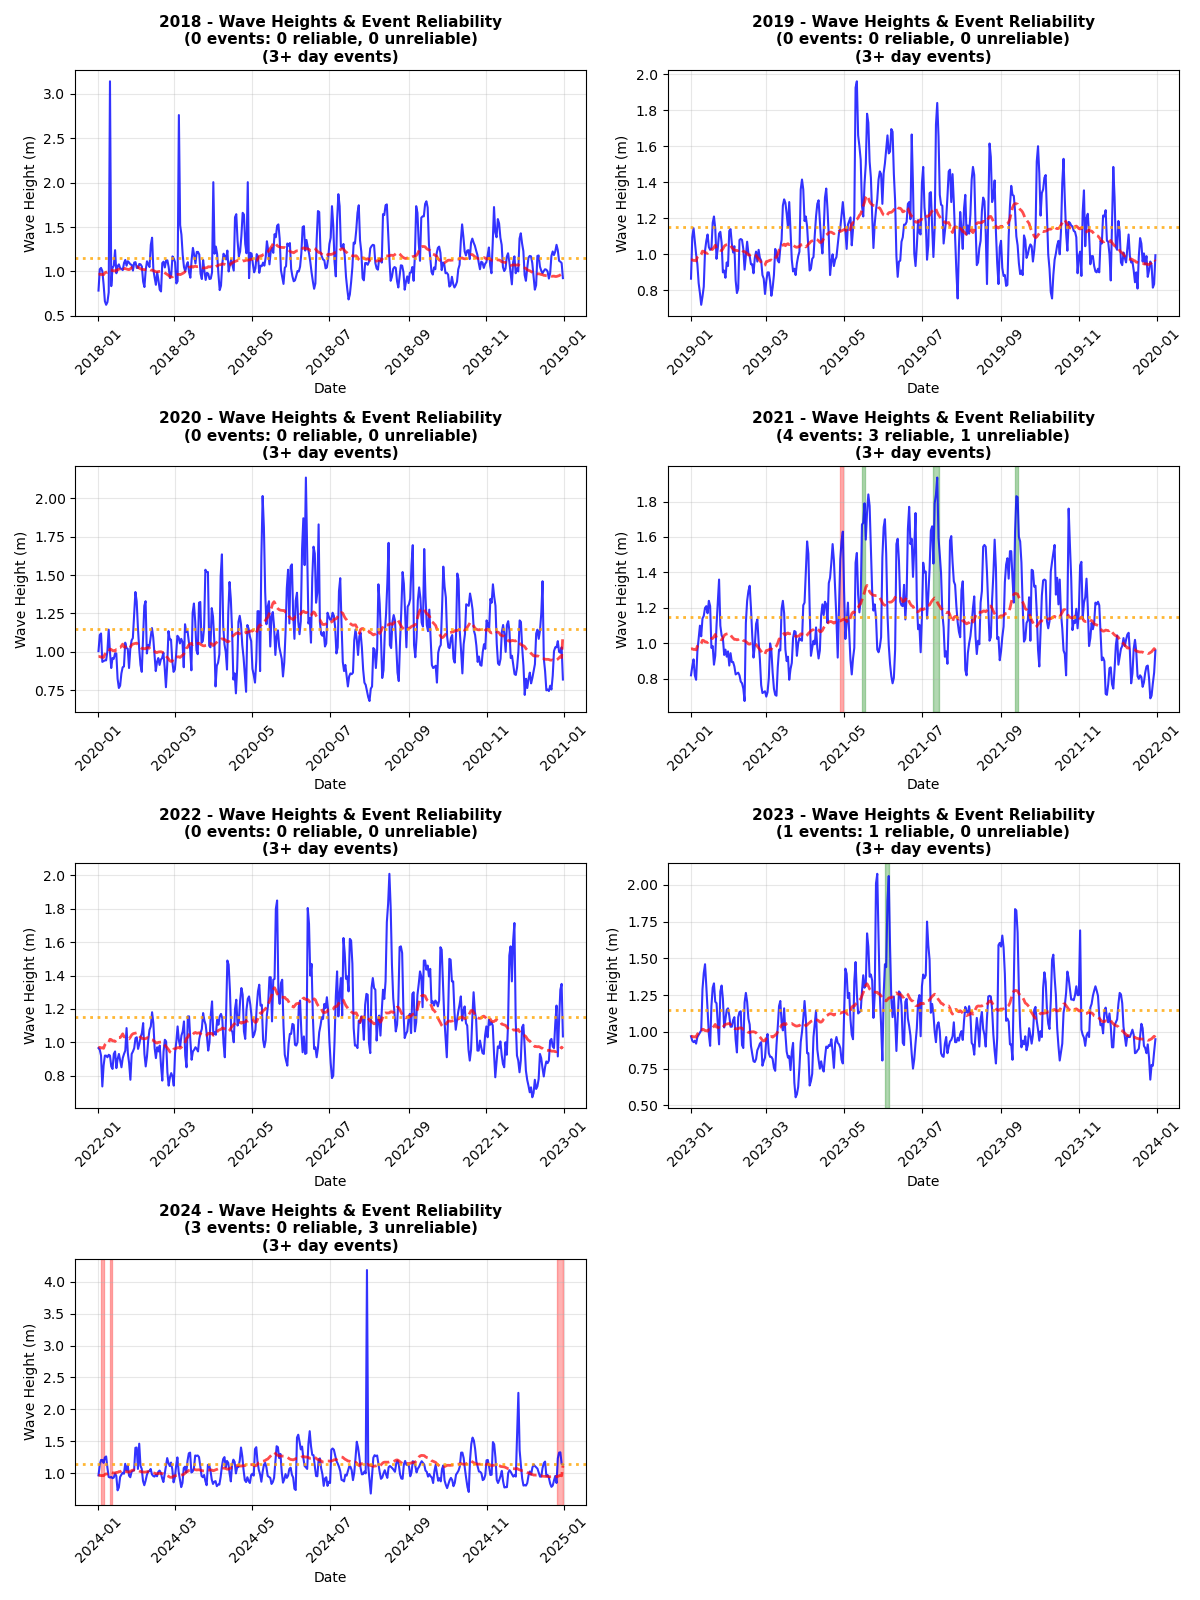 2018 - Wave Heights & Event Reliability
(0 events: 0 reliable, 0 unreliable)
(3+ day events)
Wave Height (m)
3.0
2.5
2.0
1.5
1.0
0.5
2018-01
2018-03
2018-05
2018-07
2018-09
2018-11
2019-01
Date
2019 - Wave Heights & Event Reliability
(0 events: 0 reliable, 0 unreliable)
(3+ day events)
Wave Height (m)
2.0
1.8
1.6
1.4
1.2
1.0
0.8
2019-01
2019-03
2019-05
2019-07
2019-09
2019-11
2020-01
Date
2020 - Wave Heights & Event Reliability
(0 events: 0 reliable, 0 unreliable)
(3+ day events)
Wave Height (m)
2.00
1.75
1.50
1.25
1.00
0.75
2020-01
2020-03
2020-05
2020-07
2020-09
2020-11
2021-01
Date
2021 - Wave Heights & Event Reliability
(4 events: 3 reliable, 1 unreliable)
(3+ day events)
Wave Height (m)
1.8
1.6
1.4
1.2
1.0
0.8
2021-01
2021-03
2021-05
2021-07
2021-09
2021-11
2022-01
Date
2022 - Wave Heights & Event Reliability
(0 events: 0 reliable, 0 unreliable)
(3+ day events)
Wave Height (m)
2.0
1.8
1.6
1.4
1.2
1.0
0.8
2022-01
2022-03
2022-05
2022-07
2022-09
2022-11
2023-01
Date
2023 - Wave Heights & Event Reliability
(1 events: 1 reliable, 0 unreliable)
(3+ day events)
Wave Height (m)
2.00
1.75
1.50
1.25
1.00
0.75
0.50
2023-01
2023-03
2023-05
2023-07
2023-09
2023-11
2024-01
Date
2024 - Wave Heights & Event Reliability
(3 events: 0 reliable, 3 unreliable)
(3+ day events)
Wave Height (m)
4.0
3.5
3.0
2.5
2.0
1.5
1.0
2024-01
2024-03
2024-05
2024-07
2024-09
2024-11
2025-01
Date